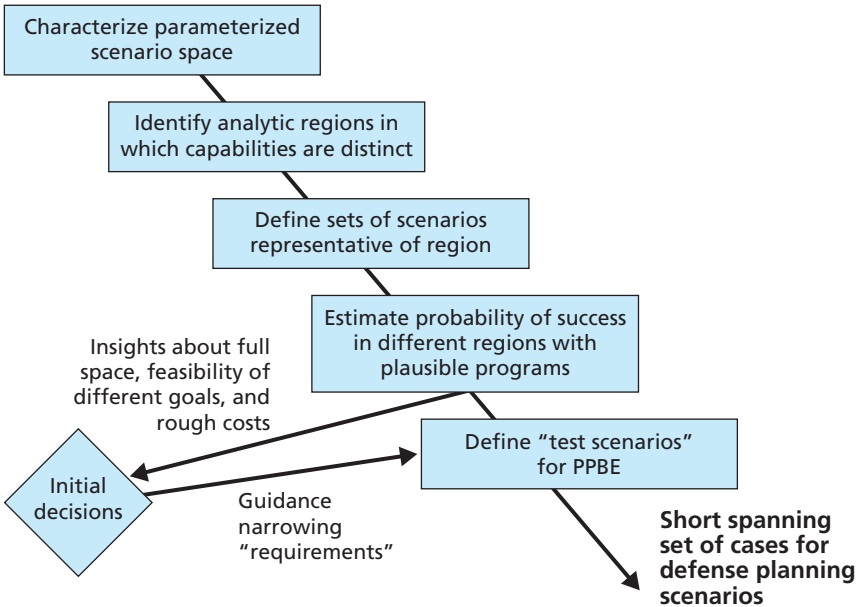 Characterize parameterized
scenario space
Identify analytic regions in
which capabilities are distinct
Define sets of scenarios
representative of region
Estimate probability of success
in different regions with
plausible programs
Insights about full
space, feasibility of
different goals, and
rough costs
Define “test scenarios”
for PPBE
Initial
decisions
Guidance
narrowing
“requirements”
Short spanning
set of cases for
defense planning
scenarios